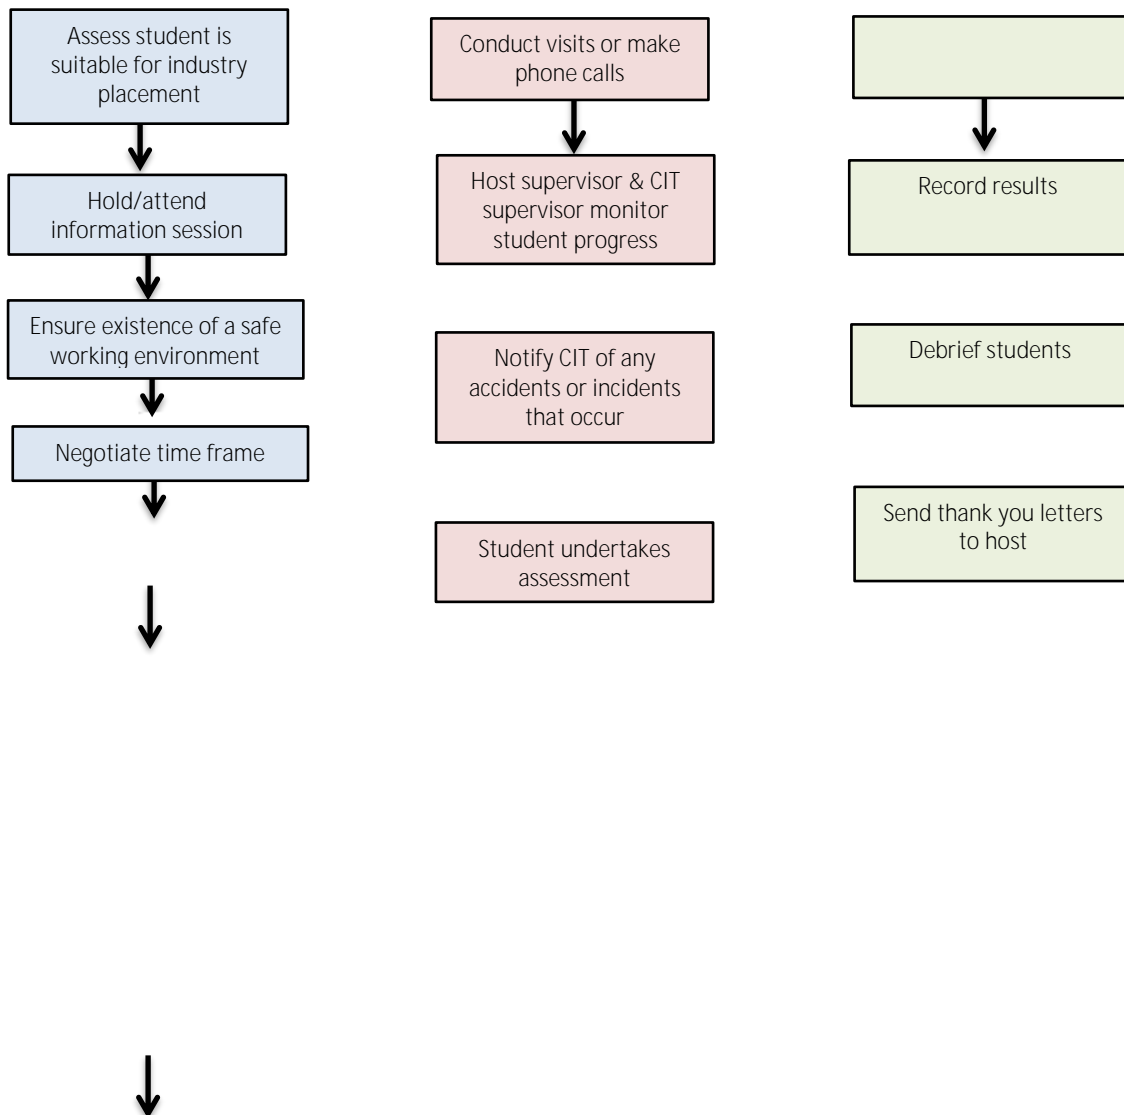 Assess student is
suitable for industry
placement
Hold/attend
information session
Ensure existence of a safe
working environment
Negotiate time frame
Conduct visits or make
phone calls
Host supervisor & CIT
supervisor monitor
student progress
Notify CIT of any
accidents or incidents
that occur
Student undertakes
assessment
Record results
Debrief students
Send thank you letters
to host